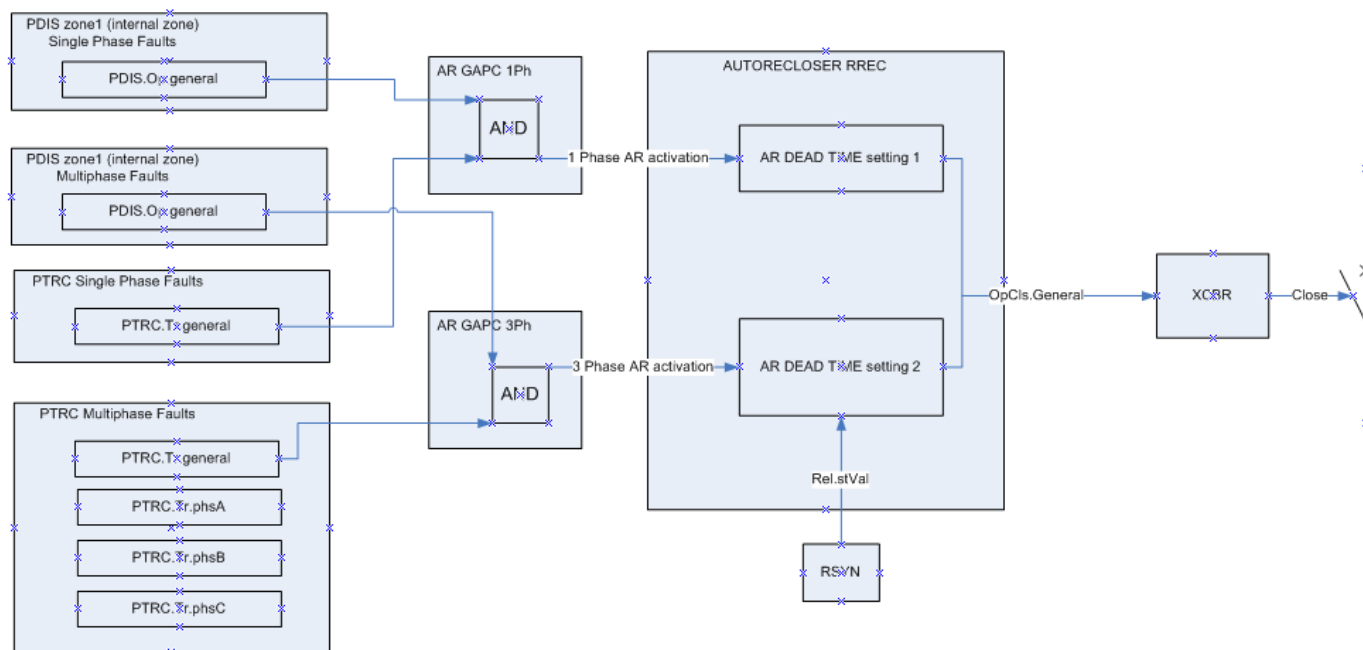 PDIS zone1 (internal zone)
Single Phase Faults
PDIS.Op.general
PDIS zone1 (internal zone)
Multiphase Faults
PDIS.Op.general
PTRC Single Phase Faults
PTRC.Tr.general
PTRC Multiphase Faults
PTRC.Tr.general
PTRC.Tr.phsA
PTRC.Tr.phsB
PTRC.Tr.phsC
AR GAPC 1Ph
AND
1 Phase AR activation
AR GAPC 3Ph
AND
3 Phase AR activation
AUTORECLOSER RREC
AR DEAD TIME setting 1
AR DEAD TIME setting 2
Rel.stVal
RSYN
OpCls.General
XCBR
Close